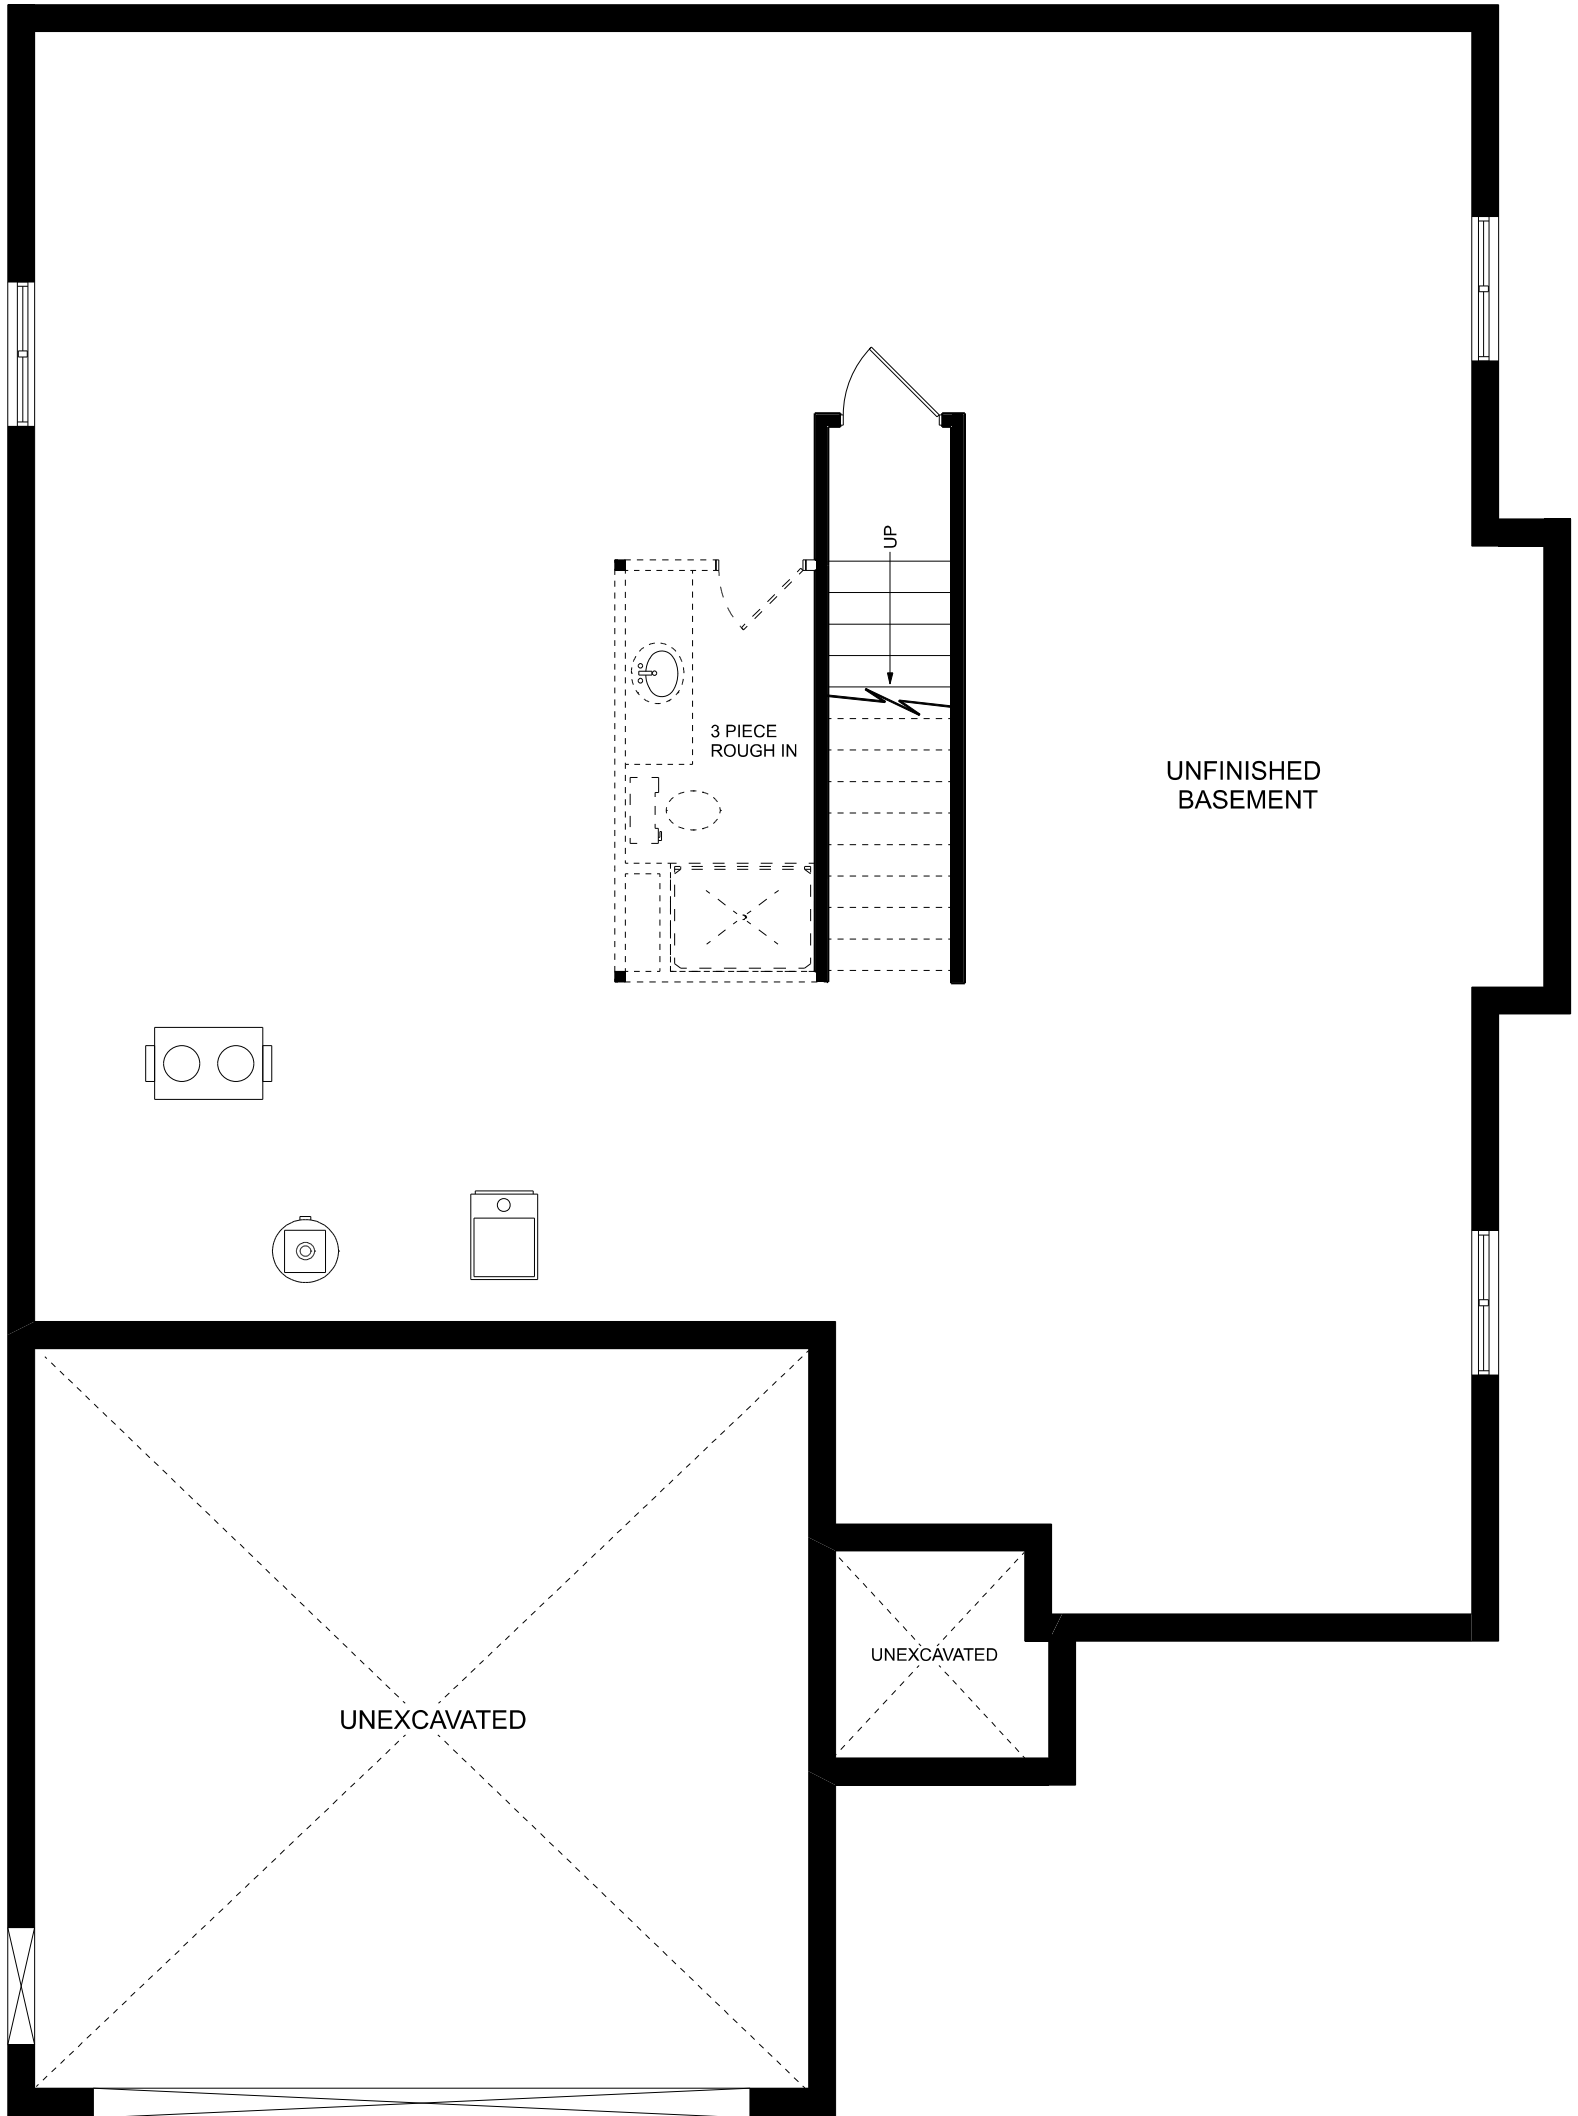 UP
3 PIECE
ROUGH IN
UNFINISHED
BASEMENT
UNEXCAVATED
UNEXCAVATED